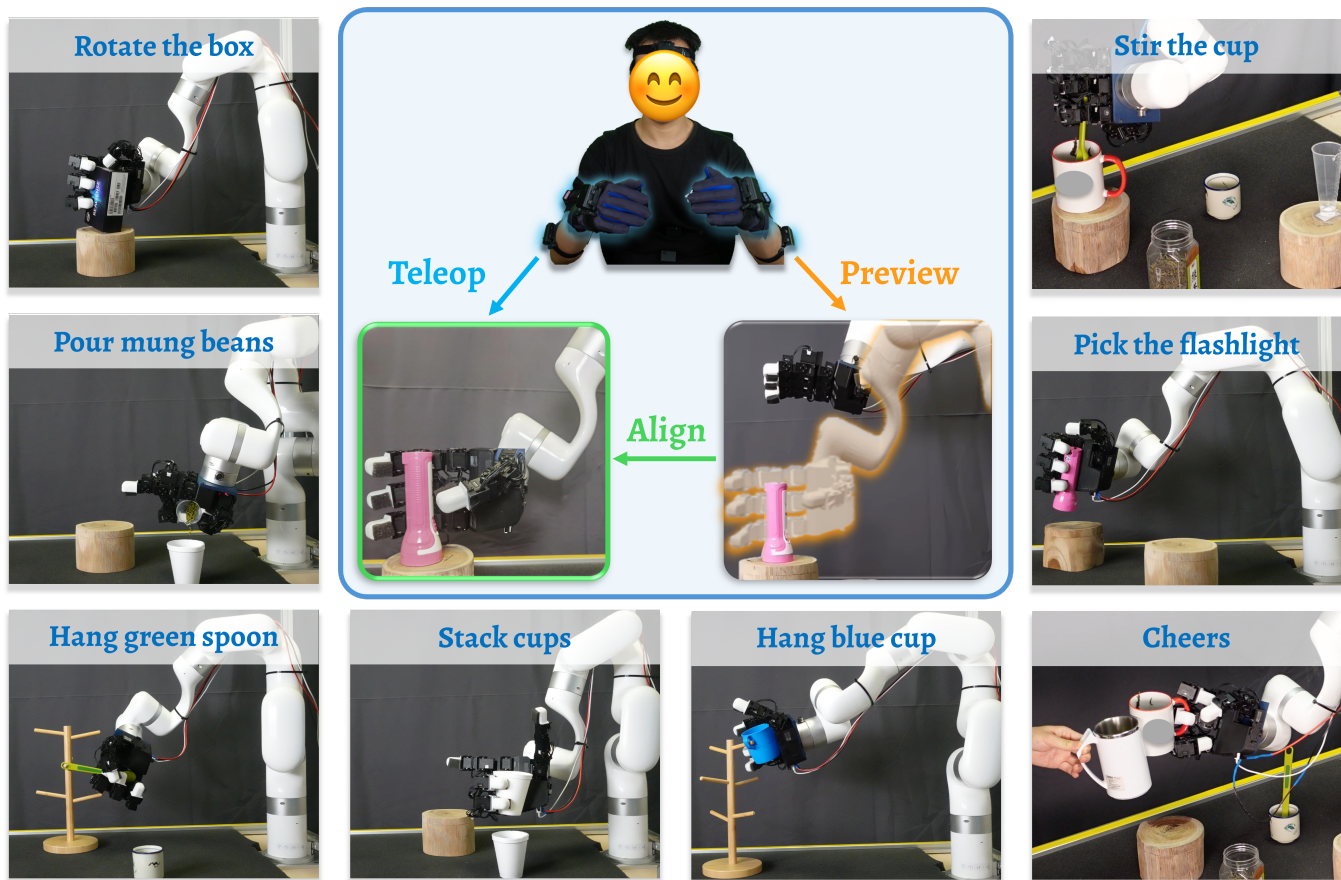 Rotate the box
Stir the cup
Teleop
Preview
Pour mung beans
Pick the flashlight
Align
Hang green spoon
Stack cups
Hang blue cup
Cheers